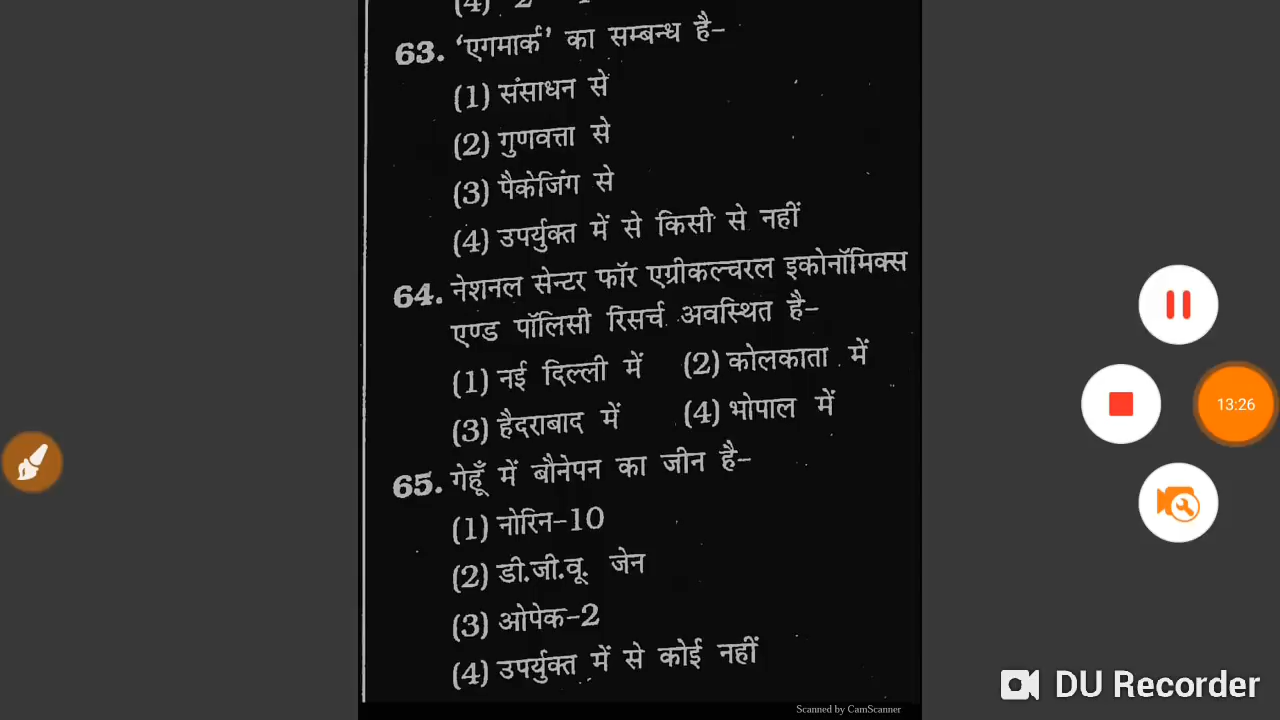 (4) 2
63. ‘एगमार्क’ का सम्बन्ध है–
(1) संसाधन से
(2) गुणवत्ता से
(3) पैकेजिंग से
(4) उपर्युक्त में से किसी से नहीं
64. नेशनल सेन्टर फॉर एग्रीकल्चरल इकोनॉमिक्स
एण्ड पॉलिसी रिसर्च अवस्थित है–
(1) नई दिल्ली में (2) कोलकाता में
(3) हैदराबाद में (4) भोपाल में
65. गेहूँ में बौनेपन का जीन है–
(1) नोरिन–10
(2) डी.जी.वू. जेन
(3) ओपेक–2
(4) उपर्युक्त में से कोई नहीं
Scanned by CamScanner
13:26
DU Recorder